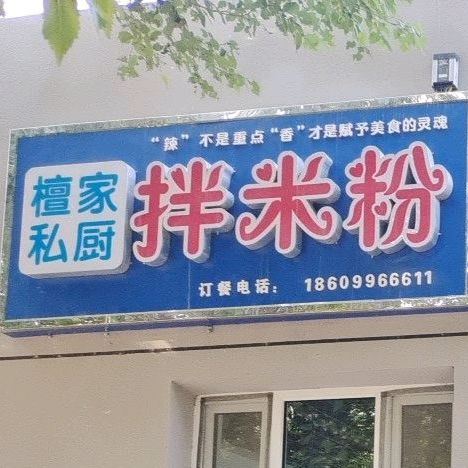 “辣”不是重点“香”才是赋予美食的灵魂
檀家
私厨
拌米粉
订餐电话： 18609966611